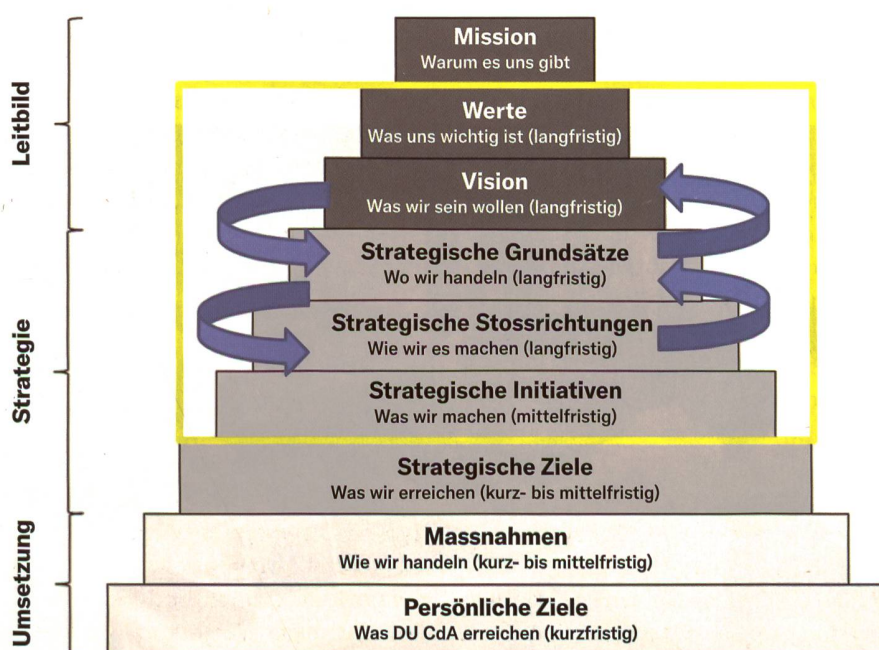 Leitbild
Mission
Warum es uns gibt
Werte
Was uns wichtig ist (langfristig)
Vision
Was wir sein wollen (langfristig)
Strategie
Strategische Grundsätze
Wo wir handeln (langfristig)
Strategische Stossrichtungen
Wie wir es machen (langfristig)
Strategische Initiativen
Was wir machen (mittelfristig)
Strategische Ziele
Was wir erreichen (kurz- bis mittelfristig)
Umsetzung
Massnahmen
Wie wir handeln (kurz- bis mittelfristig)
Persönliche Ziele
Was DU CdA erreichen (kurzfristig)